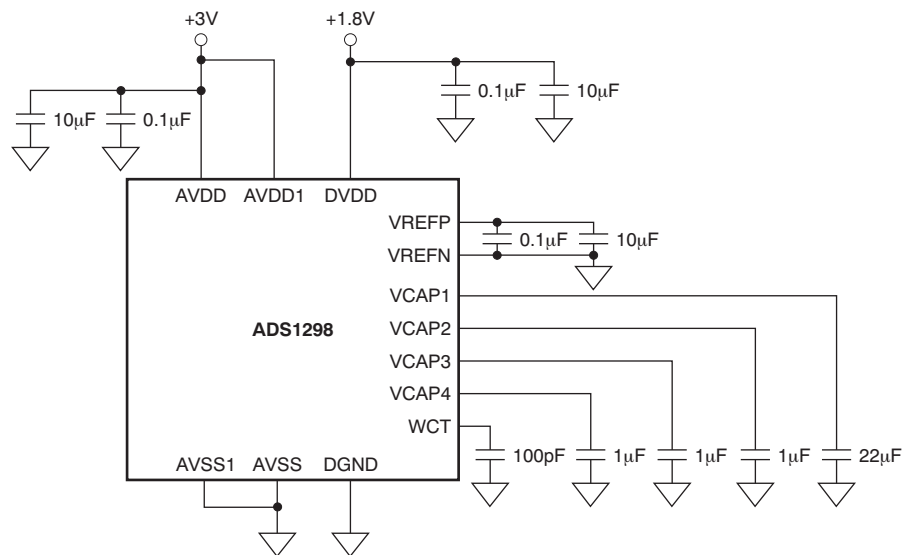 +3V
+1.8V
10μF
0.1μF
0.1μF
10μF
AVDD
AVDD1
DVDD
VREFP
0.1μF
10μF
VREFN
VCAP1
ADS1298
VCAP2
VCAP3
VCAP4
WCT
100pF
1μF
1μF
1μF
22μF
AVSS1
AVSS
DGND